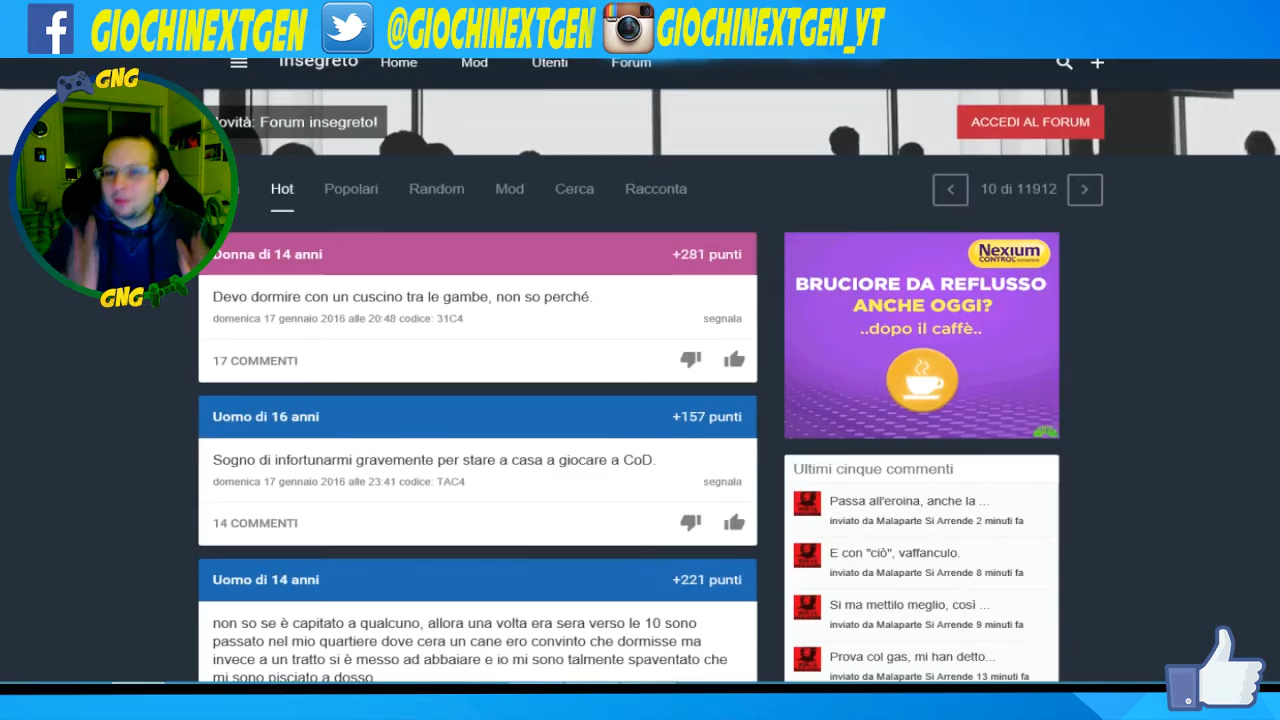 GIOCHINEXTGEN @GIOCHINEXTGEN GIOCHINEXTGEN_YT
Insegreto Home Mod Utenti Forum
GNG
ovità: Forum insegreto!
ACCEDI AL FORUM
Hot Popolari Random Mod Cerca Racconta
10 di 11912
GNG
Donna di 14 anni +281 punti
Devo dormire con un cuscino tra le gambe, non so perché.
domenica 17 gennaio 2016 alle 20:48 codice: 31C4 segnala
17 COMMENTI
Uomo di 16 anni +157 punti
Sogno di infortunarmi gravemente per stare a casa a giocare a CoD.
domenica 17 gennaio 2016 alle 23:41 codice: TAC4 segnala
14 COMMENTI
Uomo di 14 anni +221 punti
non so se è capitato a qualcuno, allora una volta era sera verso le 10 sono
passato nel mio quartiere dove cera un cane ero convinto che dormisse ma
invece a un tratto si è messo ad abbaiare e io mi sono talmente spaventato che
mi sono pisciato a dosso
Nexium
CONTROL
BRUCIORE DA REFLUSSO
ANCHE OGGI?
..dopo il caffè..
Ultimi cinque commenti
Passa all'eroina, anche la ...
inviato da Malaparte Si Arrende 2 minuti fa
E con "ciò", vaffanculo.
inviato da Malaparte Si Arrende 8 minuti fa
Si ma mettilo meglio, così ...
inviato da Malaparte Si Arrende 9 minuti fa
Prova col gas, mi han detto...
inviato da Malaparte Si Arrende 13 minuti fa